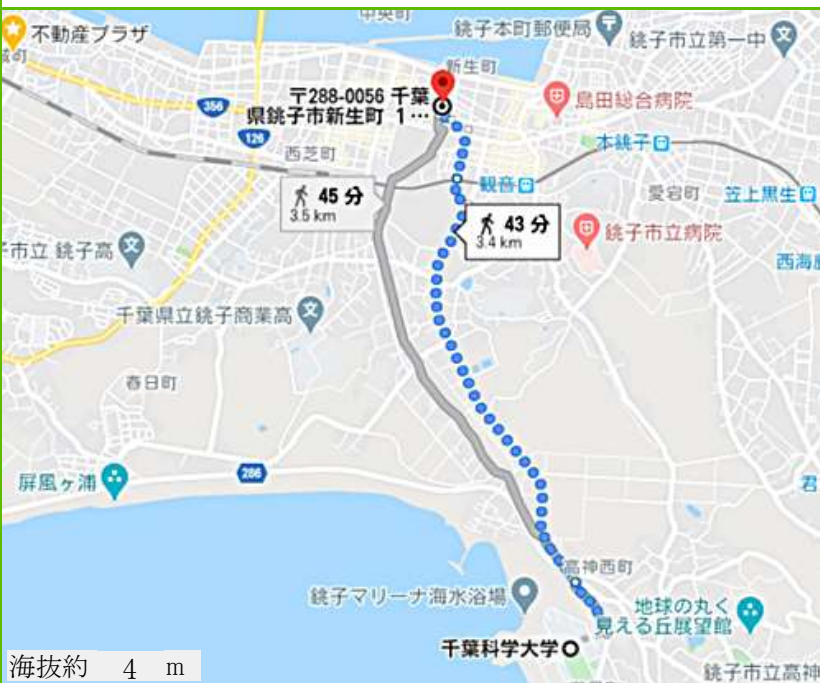 中央町
銚子本町郵便局
銚子市立第一中
不動産プラザ
新生町
〒288-0056 千葉
県銚子市新生町 1 …
島田総合病院
356
126
本銚子
西芝町
観音
愛宕町
笠上黒生
45 分
3.5 km
43 分
3.4 km
銚子市立病院
子市立 銚子高
西海鹿
千葉県立銚子商業高
春日町
屏風ヶ浦
286
君
高神西町
銚子マリーナ海水浴場
地球の丸く
見える丘展望館
千葉科学大学
海抜約 4 m
銚子市立高神